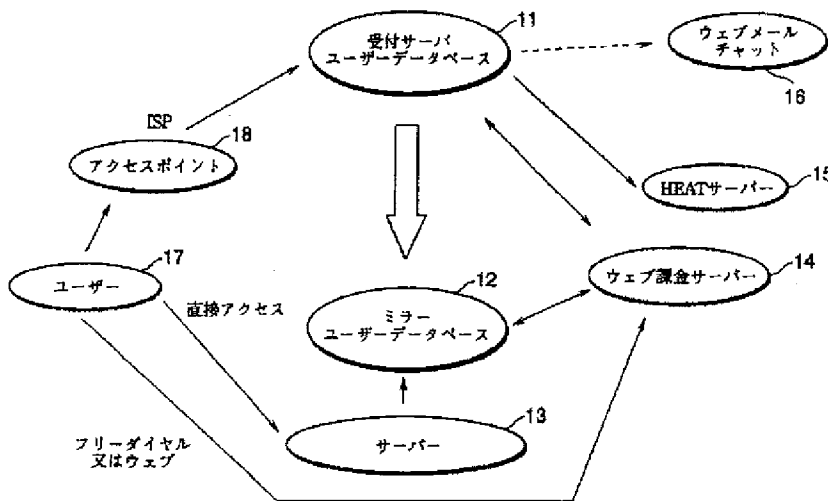 11
受付サーバ
ユーザーデータベース
ウェブメール
チャット
16
ISP
18
アクセスポイント
15
HEATサーバー
17
ユーザー
直接アクセス
12
ミラー
ユーザーデータベース
14
ウェブ課金サーバー
13
サーバー
フリーダイヤル
又はウェブ